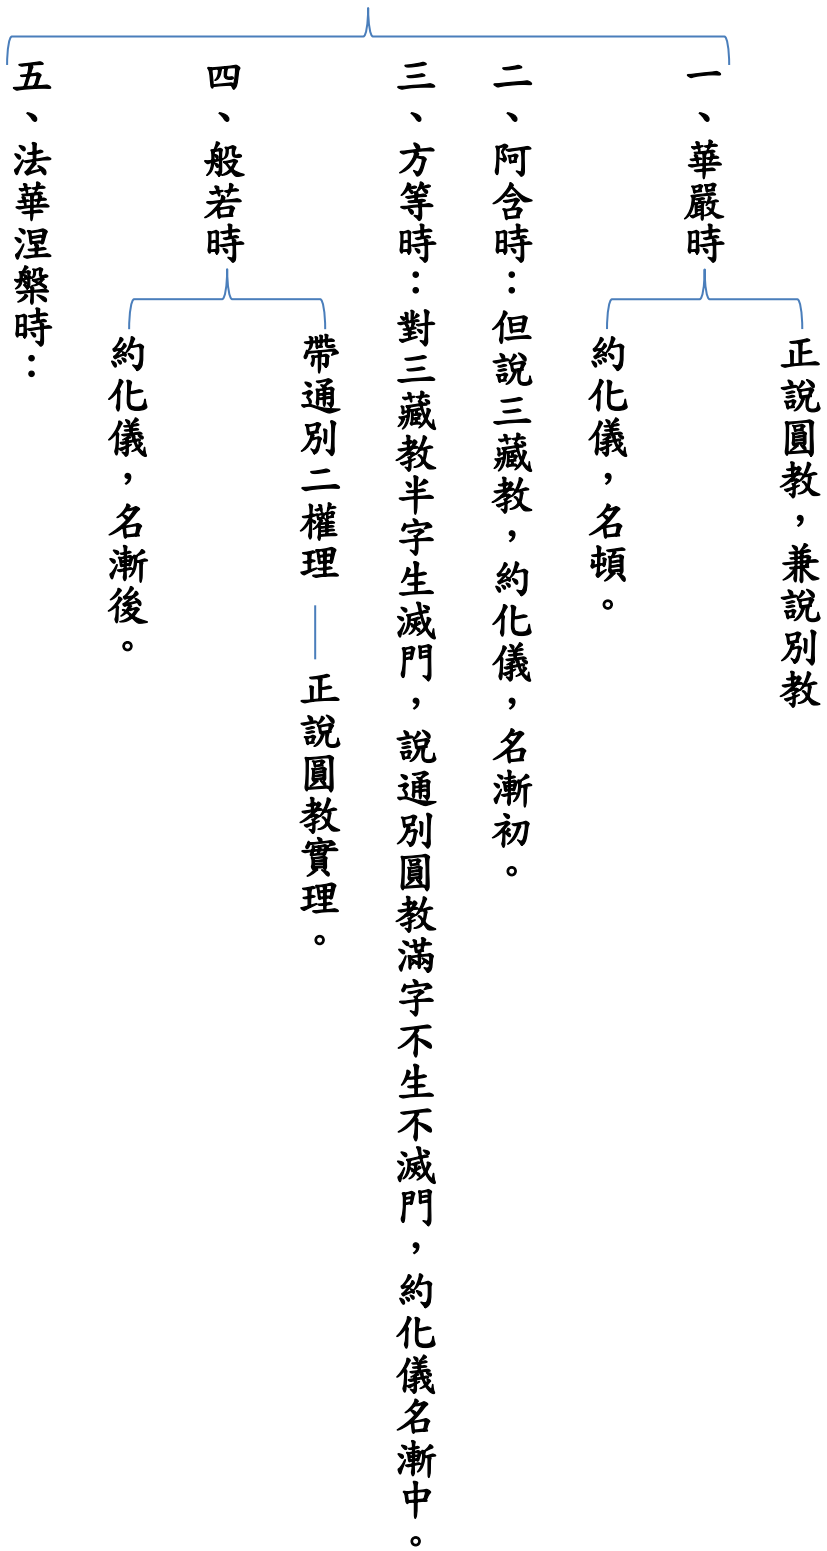 正說圓教，兼說別教
一、華嚴時
約化儀，名頓。
二、阿含時：但說三藏教，約化儀，名漸初。
三、方等時：對三藏教半字生滅門，說通別圓教滿字不生不滅門，約化儀名漸中。
帶通別二權理
正說圓教實理。
四、般若時
約化儀，名漸後。
五、法華涅槃時：